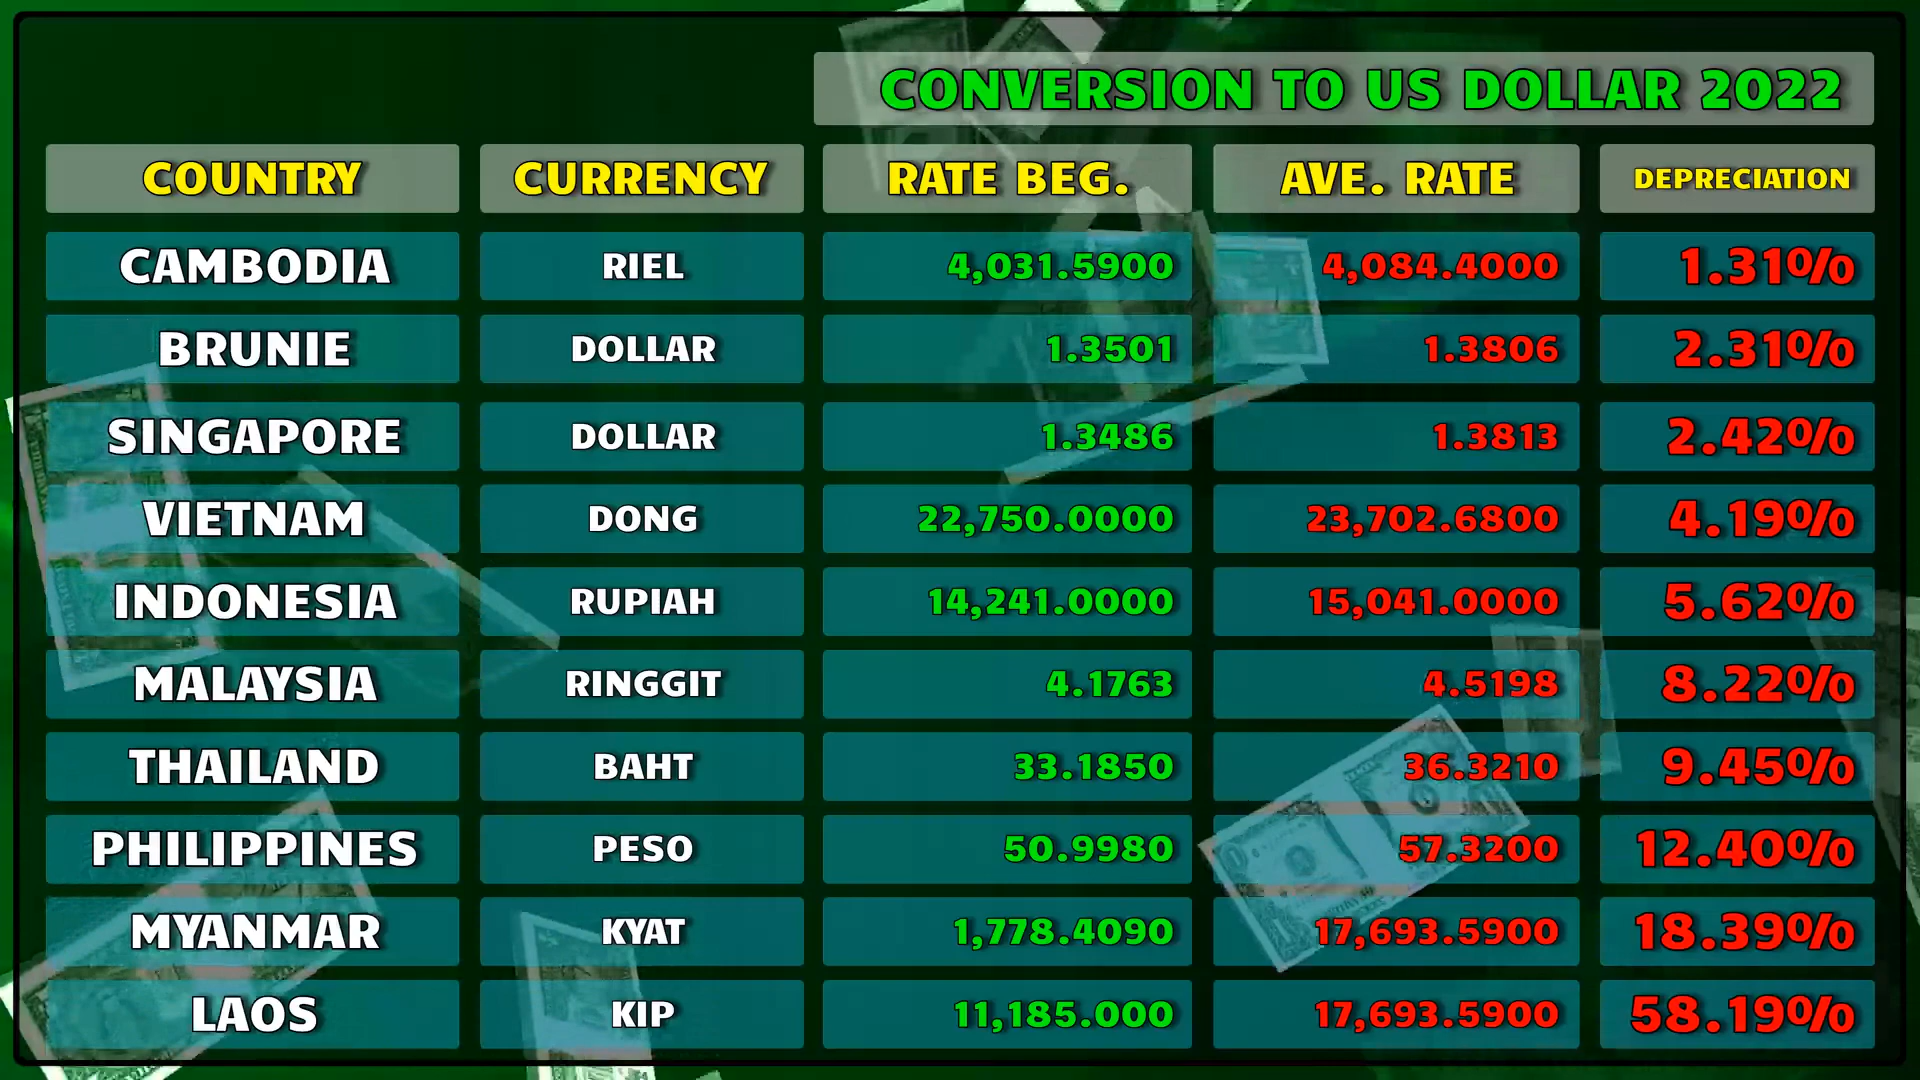 CONVERSION TO US DOLLAR 2022
COUNTRY CURRENCY RATE BEG. AVE. RATE DEPRECIATION
CAMBODIA RIEL 4,031.5900 4,084.4000 1.31%
BRUNIE DOLLAR 1.3501 1.3806 2.31%
SINGAPORE DOLLAR 1.3486 1.3813 2.42%
VIETNAM DONG 22,750.0000 23,702.6800 4.19%
INDONESIA RUPIAH 14,241.0000 15,041.0000 5.62%
MALAYSIA RINGGIT 4.1763 4.5198 8.22%
THAILAND BAHT 33.1850 36.3210 9.45%
PHILIPPINES PESO 50.9980 57.3200 12.40%
MYANMAR KYAT 1,778.4090 17,693.5900 18.39%
LAOS KIP 11,185.000 17,693.5900 58.19%